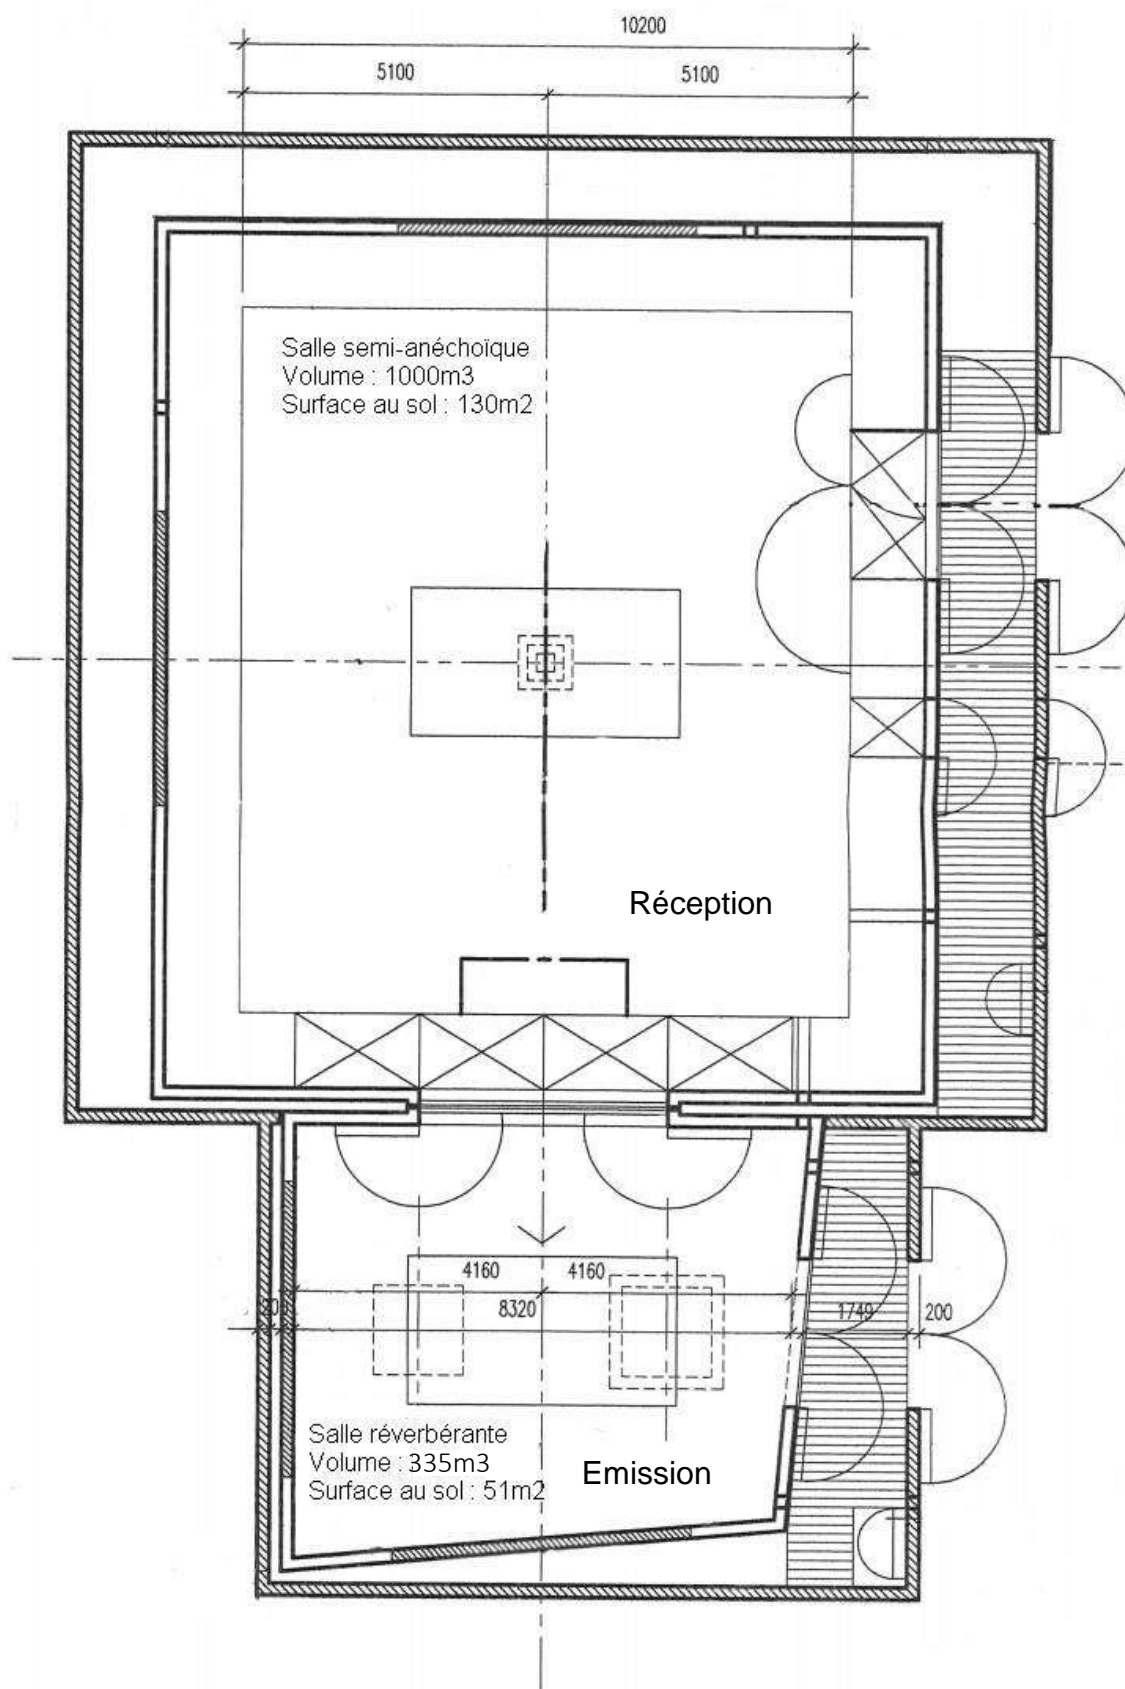 10200
5100
5100
Salle semi-anéchoïque
Volume : 1000m3
Surface au sol : 130m2
Réception
4160
4160
8320
1749
200
Salle réverbérante
Volume : 335m3
Surface au sol : 51m2
Emission